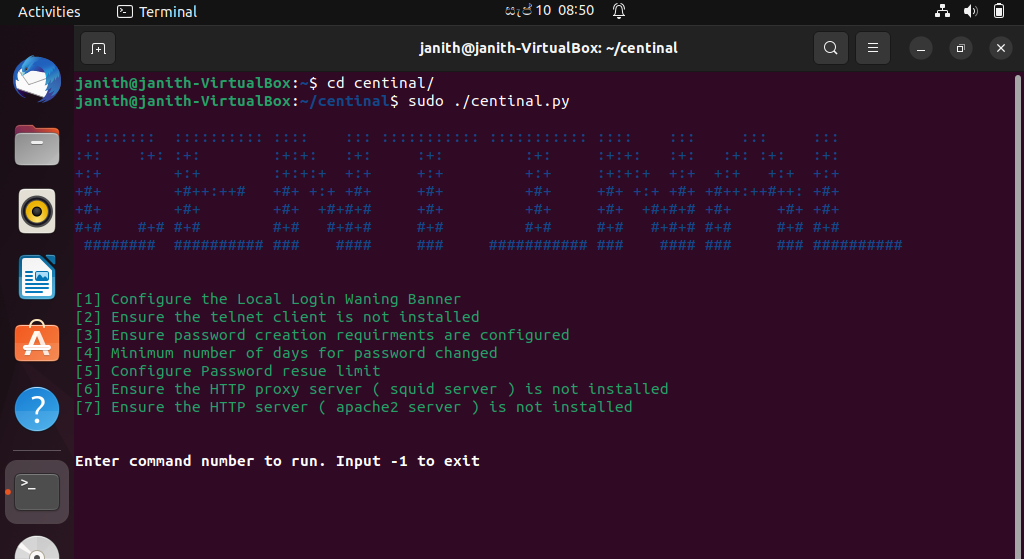 Activities
Terminal
සැප් 10 08:50
janith@janith-VirtualBox: ~/centinal
janith@janith-VirtualBox:~$ cd centinal/
janith@janith-VirtualBox:~/centinal$ sudo ./centinal.py
CENTINAL
[1] Configure the Local Login Waning Banner
[2] Ensure the telnet client is not installed
[3] Ensure password creation requirments are configured
[4] Minimum number of days for password changed
[5] Configure Password resue limit
[6] Ensure the HTTP proxy server ( squid server ) is not installed
[7] Ensure the HTTP server ( apache2 server ) is not installed
Enter command number to run. Input -1 to exit